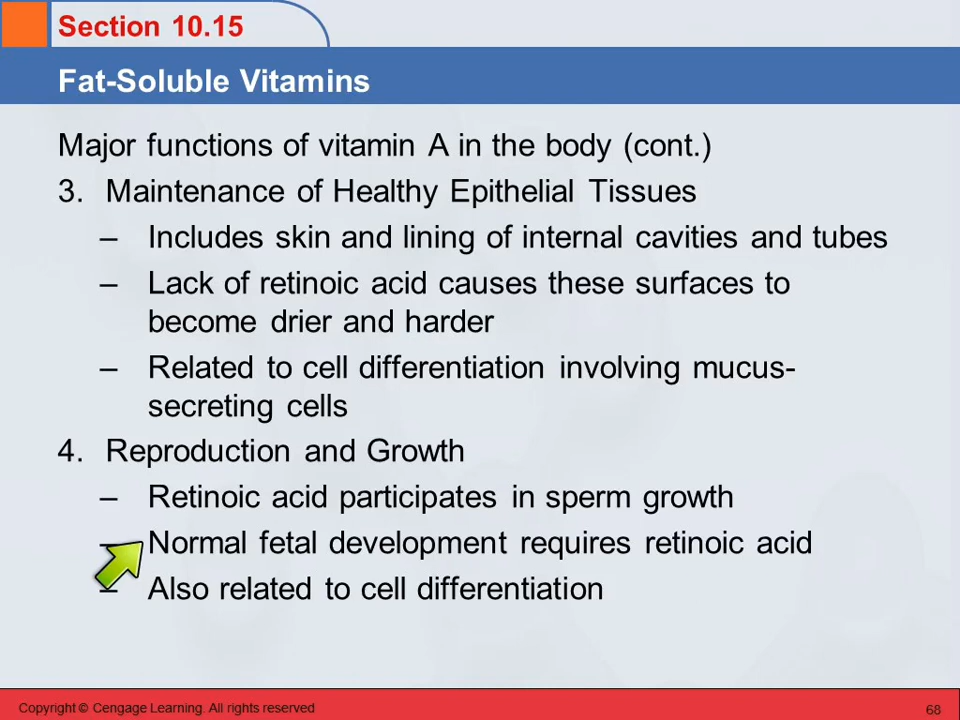 Section 10.15
Fat-Soluble Vitamins
Major functions of vitamin A in the body (cont.)
3. Maintenance of Healthy Epithelial Tissues
– Includes skin and lining of internal cavities and tubes
– Lack of retinoic acid causes these surfaces to
become drier and harder
– Related to cell differentiation involving mucus-
secreting cells
4. Reproduction and Growth
– Retinoic acid participates in sperm growth
– Normal fetal development requires retinoic acid
– Also related to cell differentiation
Copyright © Cengage Learning. All rights reserved
68